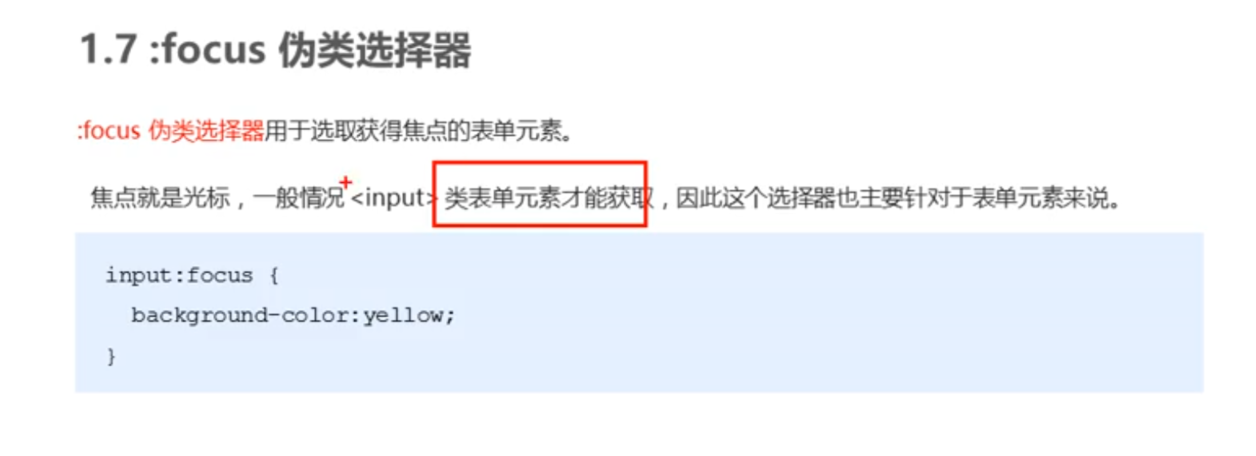 1.7 :focus 伪类选择器
:focus 伪类选择器用于选取获得焦点的表单元素。
焦点就是光标，一般情况 <input> 类表单元素才能获取，因此这个选择器也主要针对于表单元素来说。
input:focus {
  background-color:yellow;
}